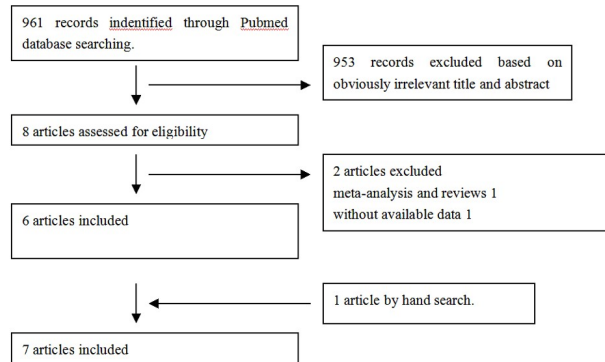 961 records indentified through Pubmed
database searching.
953 records excluded based on
obviously irrelevant title and abstract
8 articles assessed for eligibility
2 articles excluded
meta-analysis and reviews 1
without available data 1
6 articles included
1 article by hand search.
7 articles included